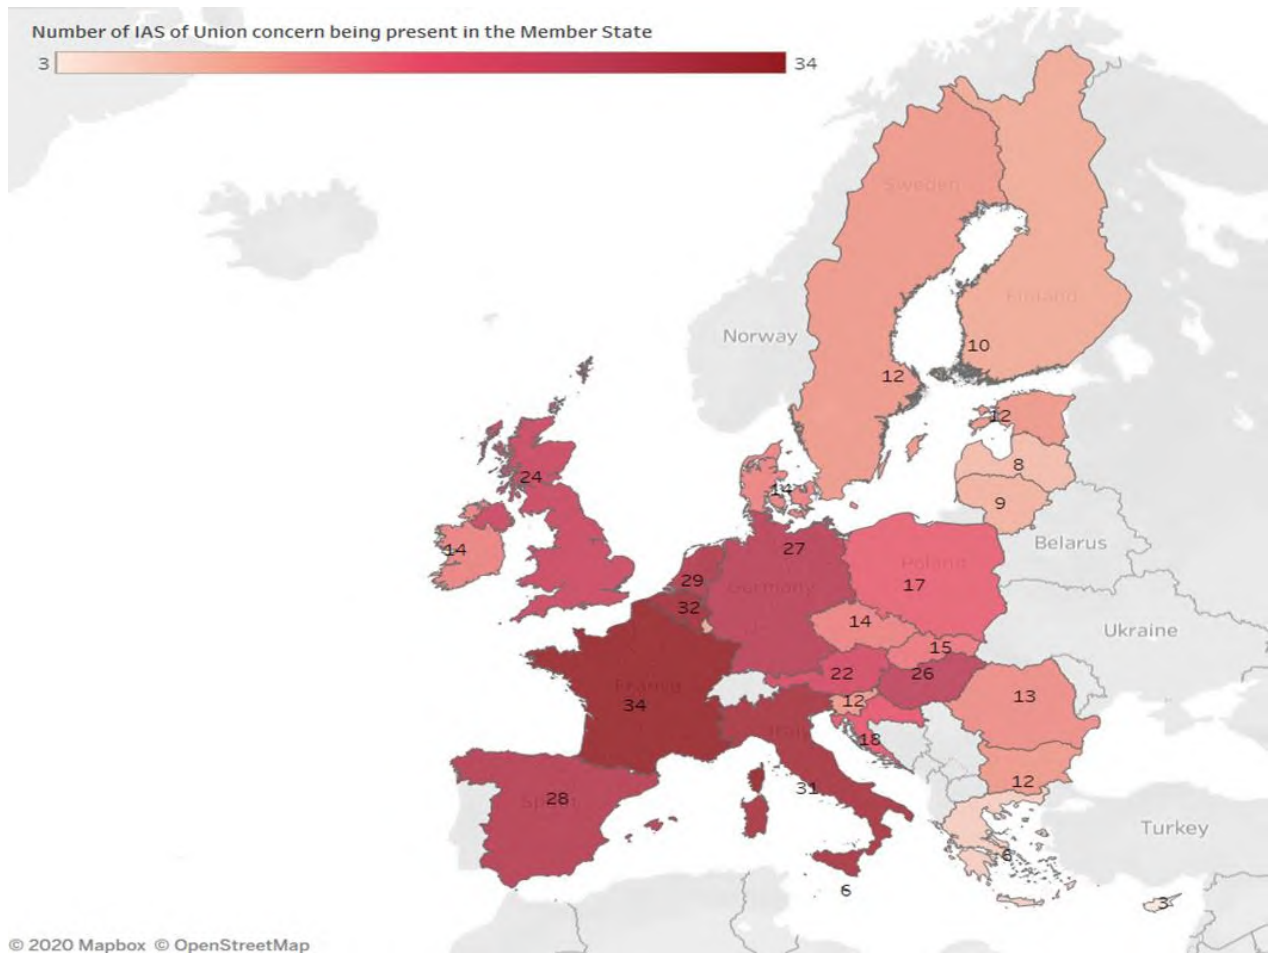 Number of IAS of Union concern being present in the Member State
3 34
Sweden
Finland
Norway
10
12
12
8
24
9
14
14
27
Belarus
Poland
29
Germany
17
32
14
Ukraine
15
22
26
France
12
13
34
18
Italy
12
31
28
Spain
Turkey
6
6
3
© 2020 Mapbox © OpenStreetMap